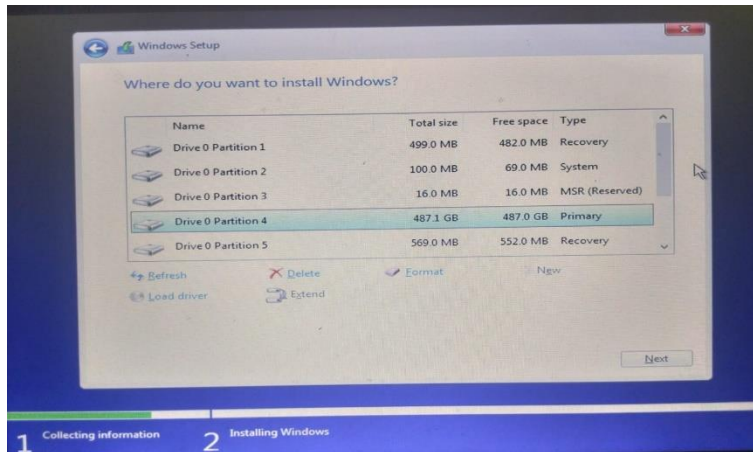 Windows Setup
Where do you want to install Windows?
Name Total size Free space Type
Drive 0 Partition 1 499.0 MB 482.0 MB Recovery
Drive 0 Partition 2 100.0 MB 69.0 MB System
Drive 0 Partition 3 16.0 MB 16.0 MB MSR (Reserved)
Drive 0 Partition 4 487.1 GB 487.0 GB Primary
Drive 0 Partition 5 569.0 MB 552.0 MB Recovery
Refresh Delete Format New
Load driver Extend
Next
1 Collecting information 2 Installing Windows